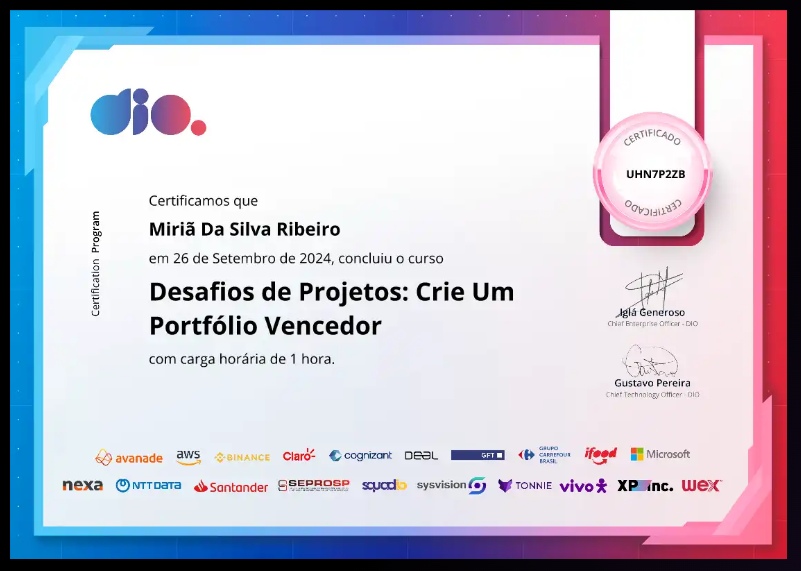 dio.
CERTIFICADO
UHN7P2ZB
CERTIFICADO
Certification Program
Certificamos que
Miriã Da Silva Ribeiro
em 26 de Setembro de 2024, concluiu o curso
Desafios de Projetos: Crie Um
Portfólio Vencedor
com carga horária de 1 hora.
Iglá Generoso
Chief Enterprise Officer - DIO
Gustavo Pereira
Chief Technology Officer - DIO
avanade aws BINANCE Claro cognizant DEAL GFT GRUPO CARREFOUR BRASIL ifood Microsoft
nexa NTT DATA Santander SEPROSP squadio sysvision TONNIE vivo XP inc. wex